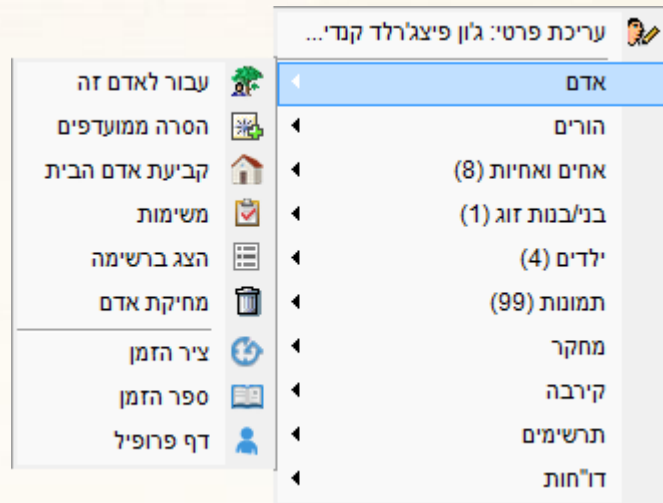 עריכת פרטי: ג'ון פיצג'רלד קנדי...
אדם
הורים
אחים ואחיות (8)
בני/בנות זוג (1)
ילדים (4)
תמונות (99)
מחקר
קירבה
תרשימים
דו"חות
עבור לאדם זה
הסרה ממועדפים
קביעת אדם הבית
משימות
הצג ברשימה
מחיקת אדם
ציר הזמן
ספר הזמן
דף פרופיל